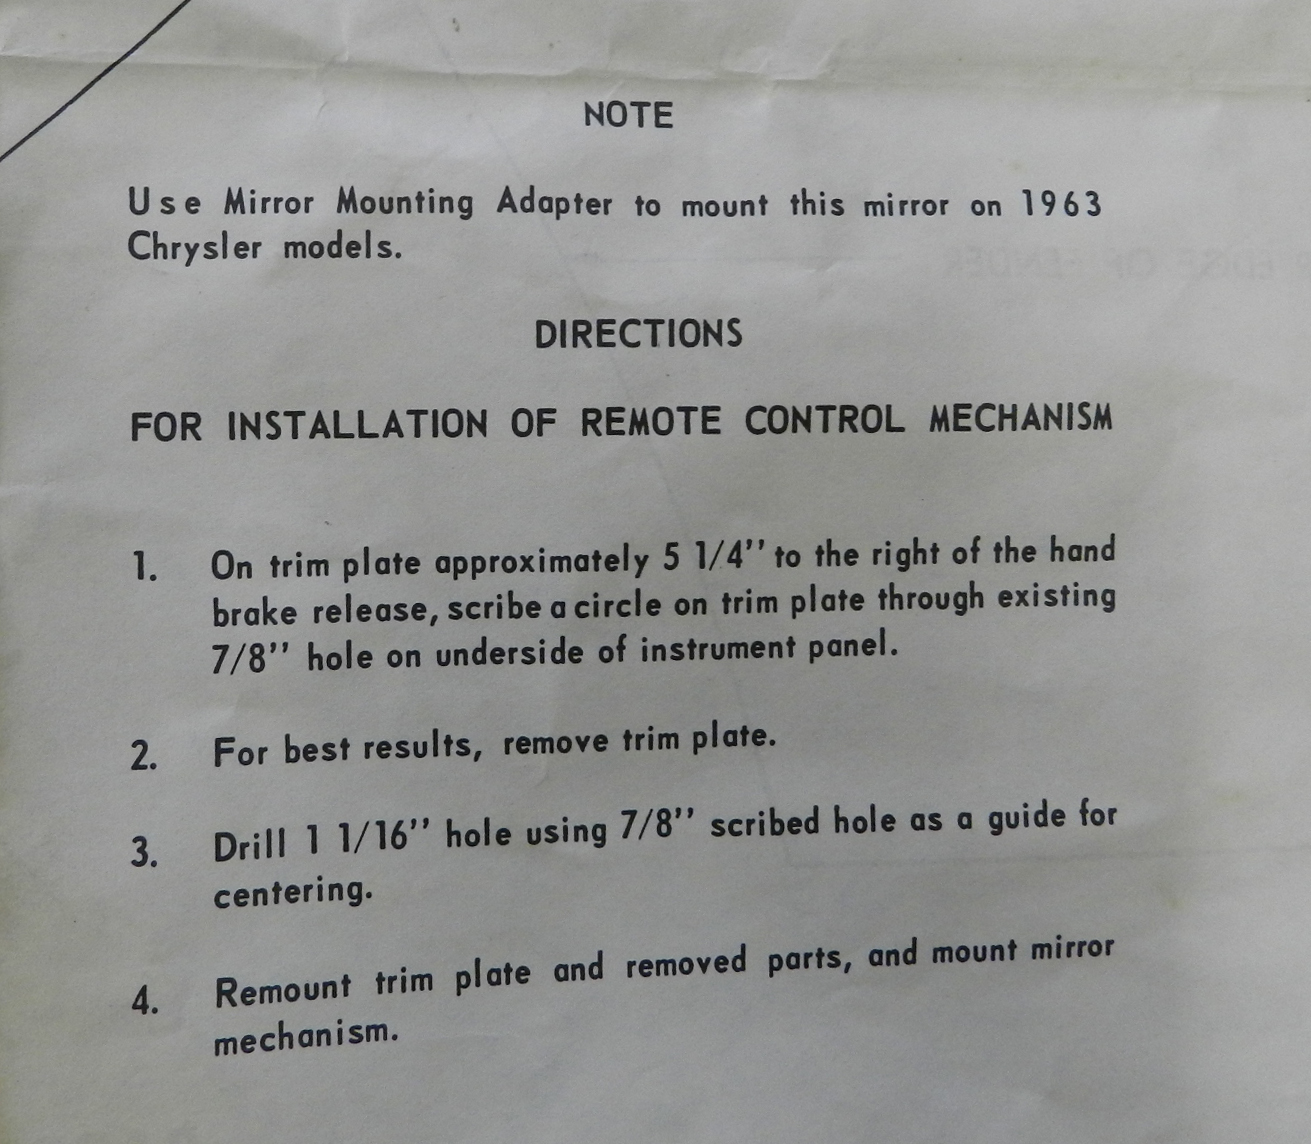 NOTE
Use Mirror Mounting Adapter to mount this mirror on 1963
Chrysler models.
DIRECTIONS
FOR INSTALLATION OF REMOTE CONTROL MECHANISM
1. On trim plate approximately 5 1/4'' to the right of the hand
brake release, scribe a circle on trim plate through existing
7/8'' hole on underside of instrument panel.
2. For best results, remove trim plate.
3. Drill 1 1/16'' hole using 7/8'' scribed hole as a guide for
centering.
4. Remount trim plate and removed parts, and mount mirror
mechanism.